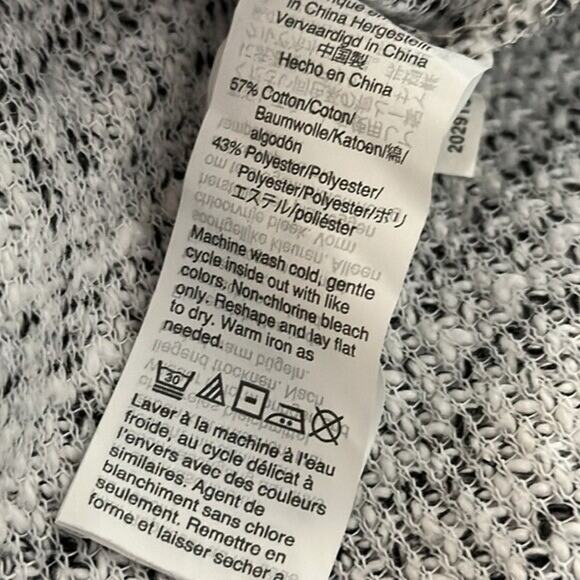 in China Hergestellt
Vervaardigd in China
中国製
Hecho en China
57% Cotton/Coton/
Baumwolle/Katoen/綿/
algodón
43% Polyester/Polyester/
Polyester/Polyester/ポリ
エステル/poliéster
Machine wash cold, gentle
cycle inside out with like
colors. Non-chlorine bleach
only. Reshape and lay flat
to dry. Warm iron as
needed.
30
Laver à la machine à l'eau
froide, au cycle délicat à
l'envers avec des couleurs
similaires. Agent de
blanchiment sans chlore
seulement. Remettre en
forme et laisser sécher a
20291